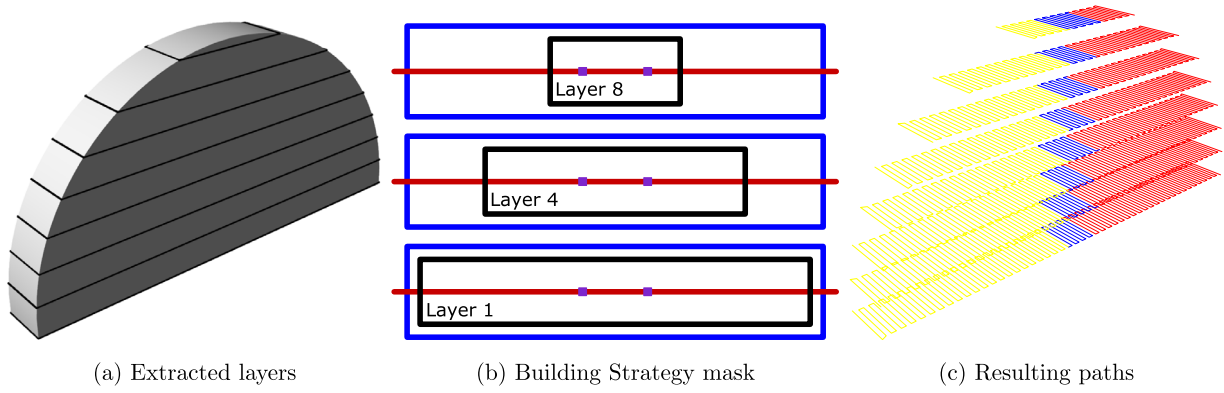 Layer 8
Layer 4
Layer 1
(a) Extracted layers
(b) Building Strategy mask
(c) Resulting paths